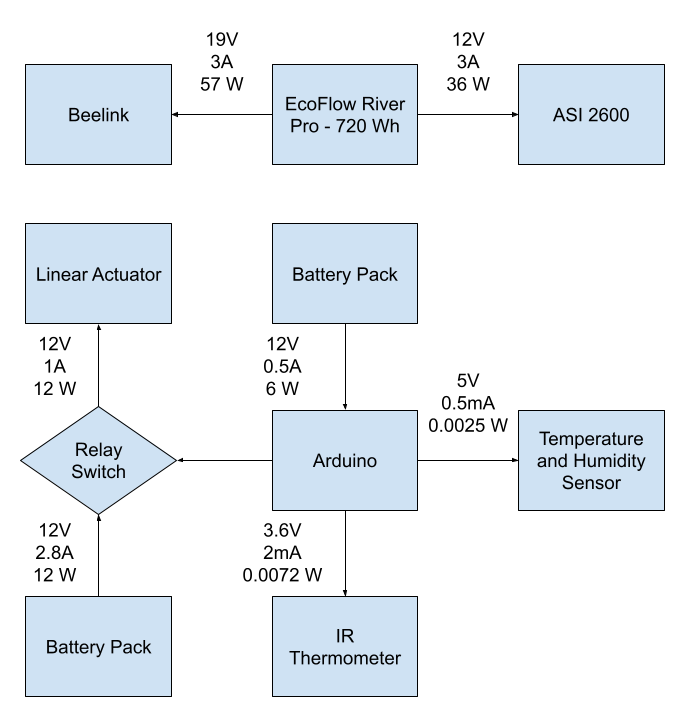 19V
3A
57 W
12V
3A
36 W
Beelink
EcoFlow River
Pro - 720 Wh
ASI 2600
Linear Actuator
Battery Pack
12V
1A
12 W
12V
0.5A
6 W
5V
0.5mA
0.0025 W
Relay
Switch
Arduino
Temperature
and Humidity
Sensor
12V
2.8A
12 W
3.6V
2mA
0.0072 W
Battery Pack
IR
Thermometer